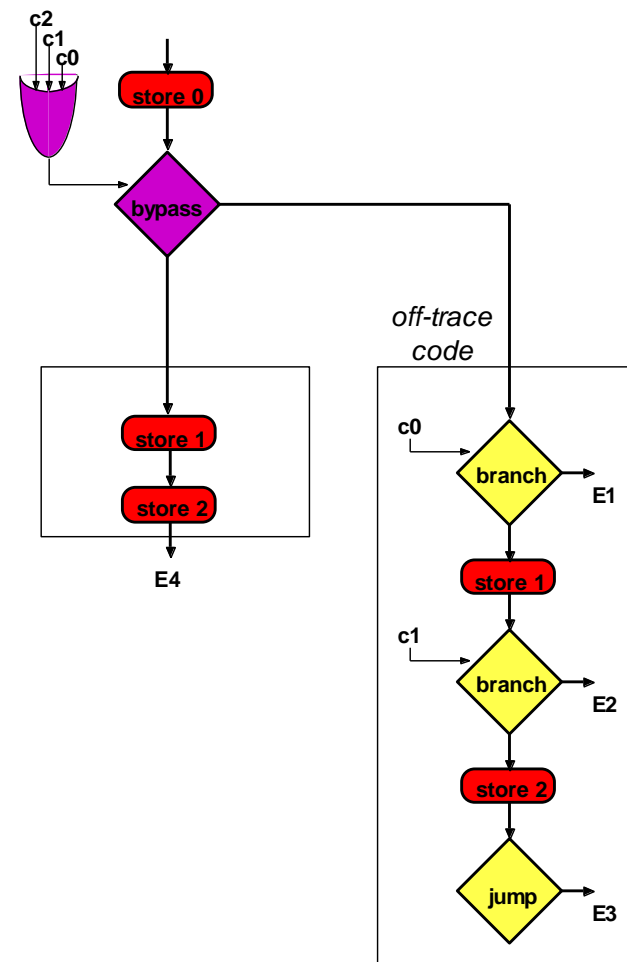 c2
c1
c0
store 0
bypass
off-trace
code
store 1
store 2
E4
c0
branch
E1
store 1
c1
branch
E2
store 2
jump
E3